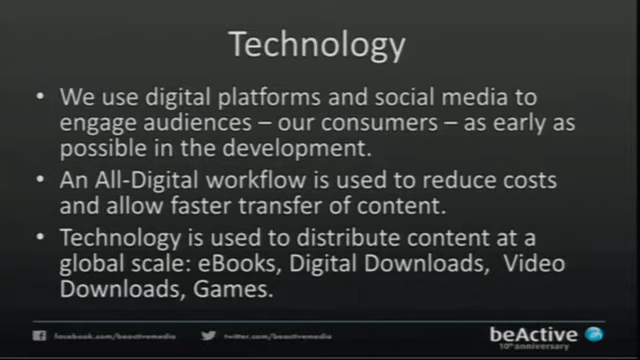 Technology
• We use digital platforms and social media to
engage audiences – our consumers – as early as
possible in the development.
• An All-Digital workflow is used to reduce costs
and allow faster transfer of content.
• Technology is used to distribute content at a
global scale: eBooks, Digital Downloads, Video
Downloads, Games.
facebook.com/beactivemedia twitter.com/beactivemedia beActive
10th anniversary